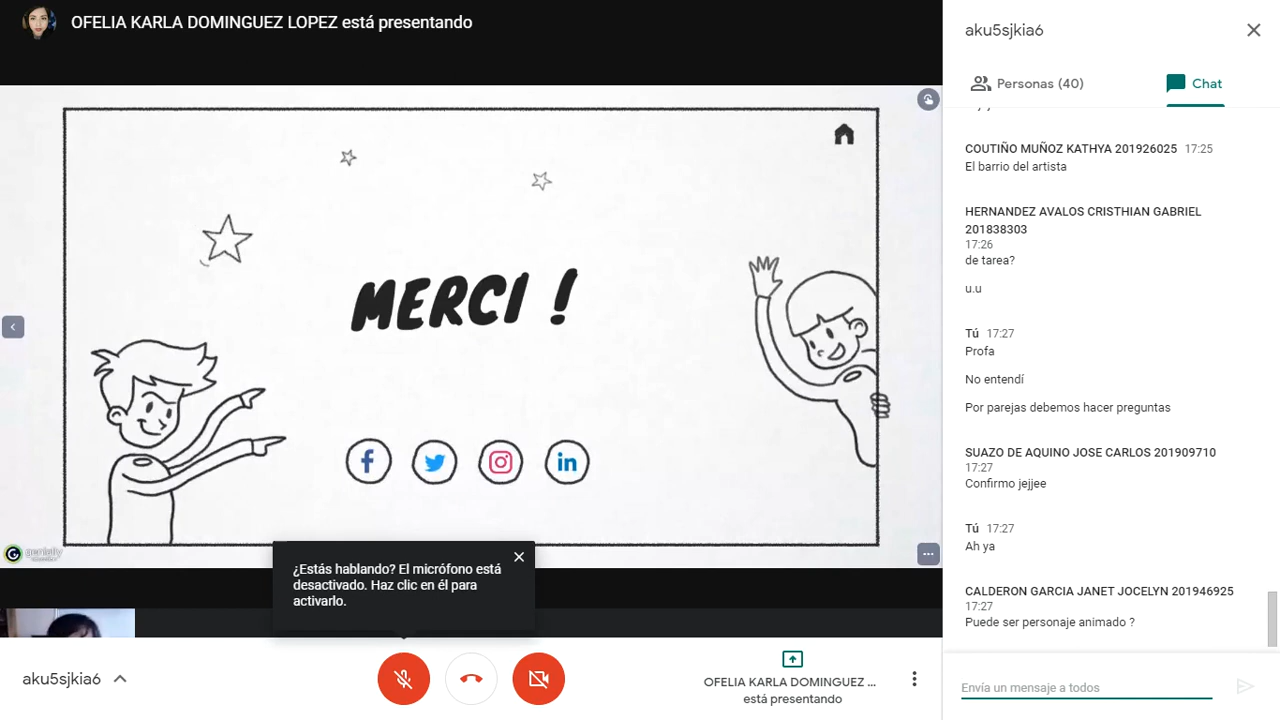 OFELIA KARLA DOMINGUEZ LOPEZ está presentando
MERCI !
genially
¿Estás hablando? El micrófono está
desactivado. Haz clic en él para
activarlo.
aku5sjkia6
OFELIA KARLA DOMINGUEZ ...
está presentando
aku5sjkia6
Personas (40)
Chat
COUTIÑO MUÑOZ KATHYA 201926025 17:25
El barrio del artista
HERNANDEZ AVALOS CRISTHIAN GABRIEL
201838303
17:26
de tarea?
u.u
Tú 17:27
Profa
No entendí
Por parejas debemos hacer preguntas
SUAZO DE AQUINO JOSE CARLOS 201909710
17:27
Confirmo jejjee
Tú 17:27
Ah ya
CALDERON GARCIA JANET JOCELYN 201946925
17:27
Puede ser personaje animado ?
Envía un mensaje a todos